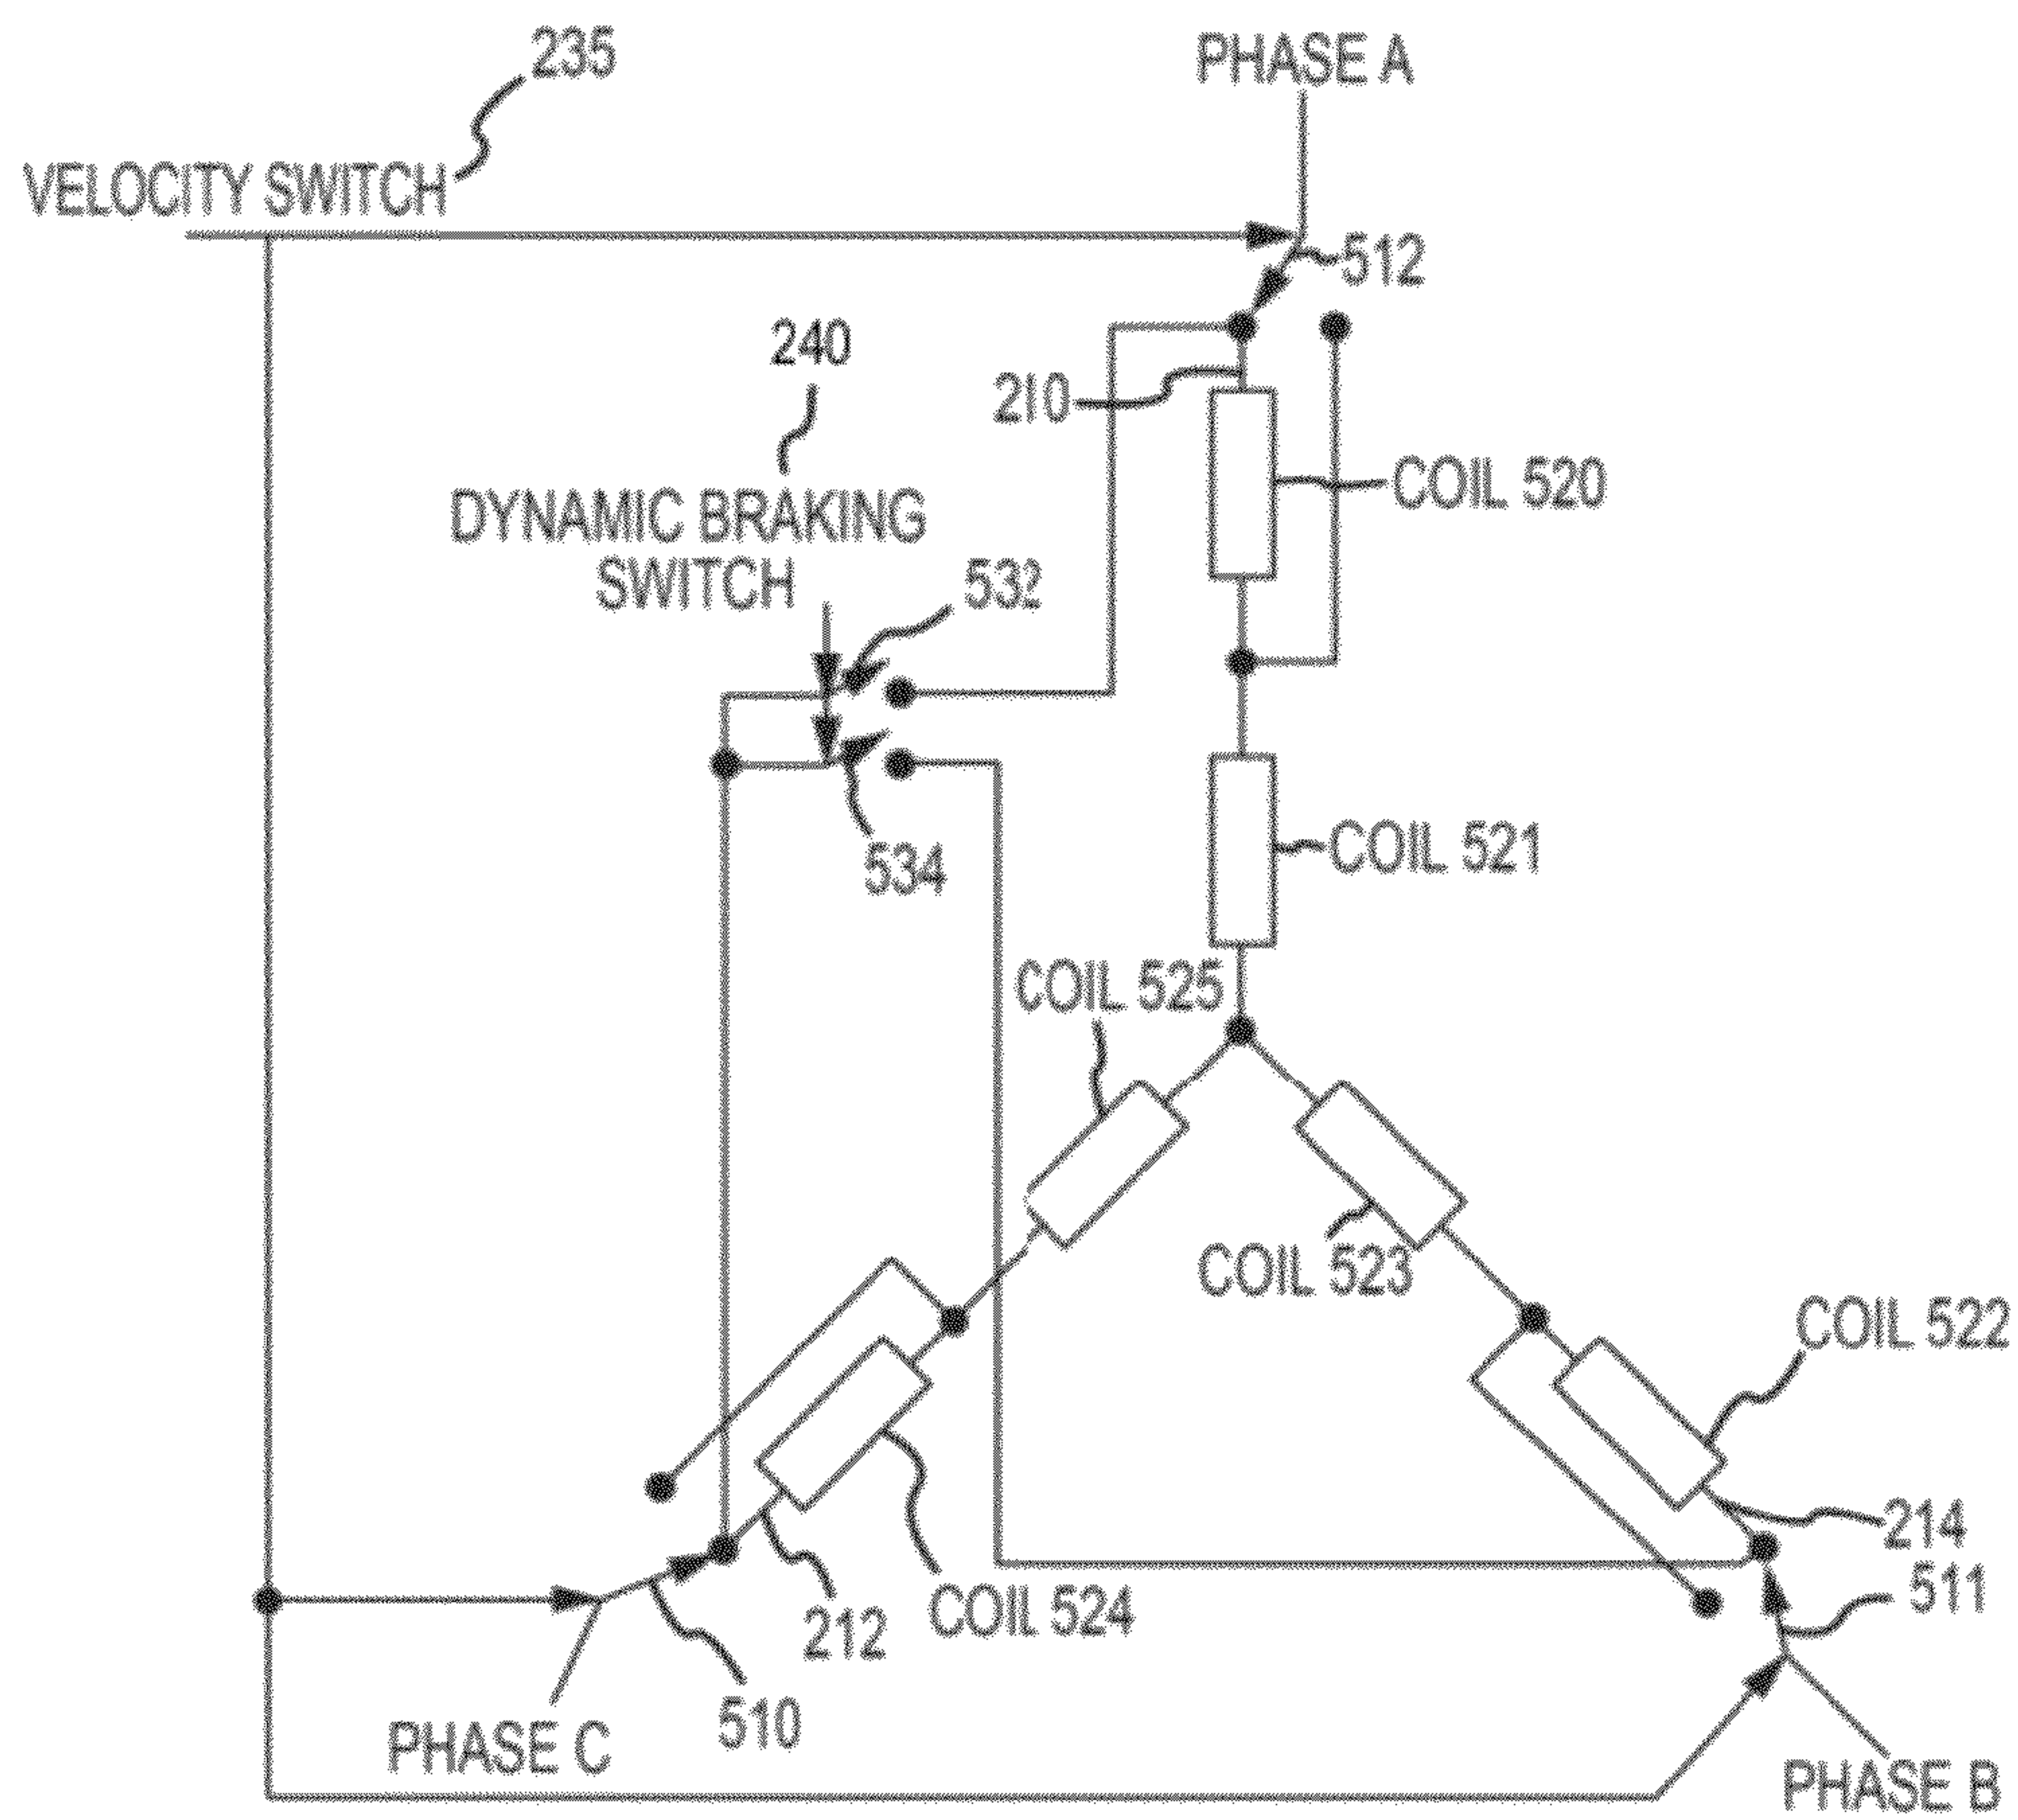 235
PHASE A
VELOCITY SWITCH
512
240
210
COIL 520
DYNAMIC BRAKING
SWITCH
532
COIL 521
534
COIL 525
COIL 523
COIL 522
214
511
COIL 524
212
510
PHASE C
PHASE B